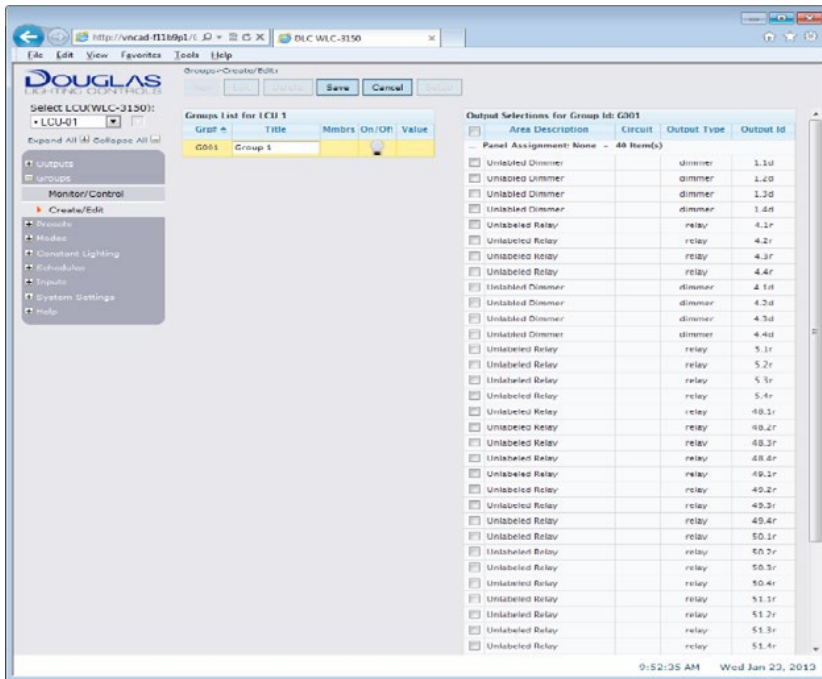 http://vncad-f11b9p1/
DLC WLC-3150
File Edit View Favorites Tools Help
DOUGLAS
LIGHTING CONTROLS
Groups>Create/Edit:
Save Cancel
Select LCU(WLC-3150):
• LCU-01
Expand All Collapse All
Outputs
Groups
Monitor/Control
Create/Edit
Presets
Modes
Constant Lighting
Schedules
Inputs
System Settings
Help
Groups List for LCU 1
Grp# Title Mmbrs On/Off Value
G001 Group 1
Output Selections for Group Id: G001
Area Description Circuit Output Type Output Id
Panel Assignment: None - 40 Item(s)
Unlabled Dimmer dimmer 1.1d
Unlabled Dimmer dimmer 1.2d
Unlabled Dimmer dimmer 1.3d
Unlabled Dimmer dimmer 1.4d
Unlabeled Relay relay 4.1r
Unlabeled Relay relay 4.2r
Unlabeled Relay relay 4.3r
Unlabeled Relay relay 4.4r
Unlabled Dimmer dimmer 4.1d
Unlabled Dimmer dimmer 4.2d
Unlabled Dimmer dimmer 4.3d
Unlabled Dimmer dimmer 4.4d
Unlabeled Relay relay 5.1r
Unlabeled Relay relay 5.2r
Unlabeled Relay relay 5.3r
Unlabeled Relay relay 5.4r
Unlabeled Relay relay 48.1r
Unlabeled Relay relay 48.2r
Unlabeled Relay relay 48.3r
Unlabeled Relay relay 48.4r
Unlabeled Relay relay 49.1r
Unlabeled Relay relay 49.2r
Unlabeled Relay relay 49.3r
Unlabeled Relay relay 49.4r
Unlabeled Relay relay 50.1r
Unlabeled Relay relay 50.2r
Unlabeled Relay relay 50.3r
Unlabeled Relay relay 50.4r
Unlabeled Relay relay 51.1r
Unlabeled Relay relay 51.2r
Unlabeled Relay relay 51.3r
Unlabeled Relay relay 51.4r
9:52:35 AM Wed Jan 23, 2013